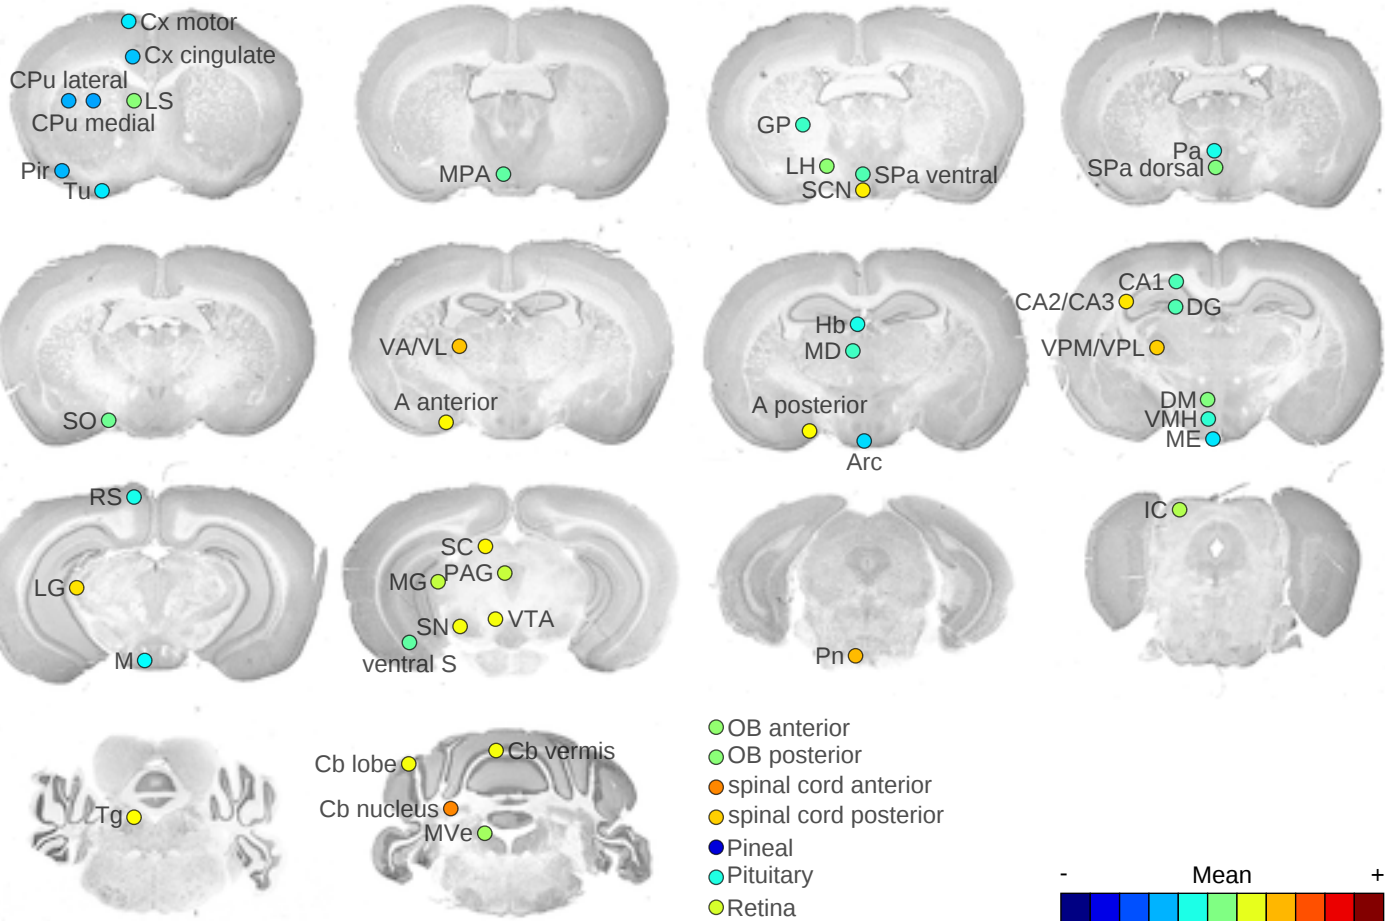 Cx motor
Cx cingulate
CPu lateral
LS
CPu medial
Pir
Tu
MPA
GP
LH
SPa ventral
SCN
Pa
SPa dorsal
SO
VA/VL
A anterior
Hb
MD
A posterior
Arc
CA1
CA2/CA3
DG
VPM/VPL
DM
VMH
ME
RS
LG
M
SC
MG
PAG
SN
VTA
ventral S
Pn
IC
Tg
Cb lobe
Cb vermis
Cb nucleus
MVe
OB anterior
OB posterior
spinal cord anterior
spinal cord posterior
Pineal
Pituitary
Retina
- Mean +